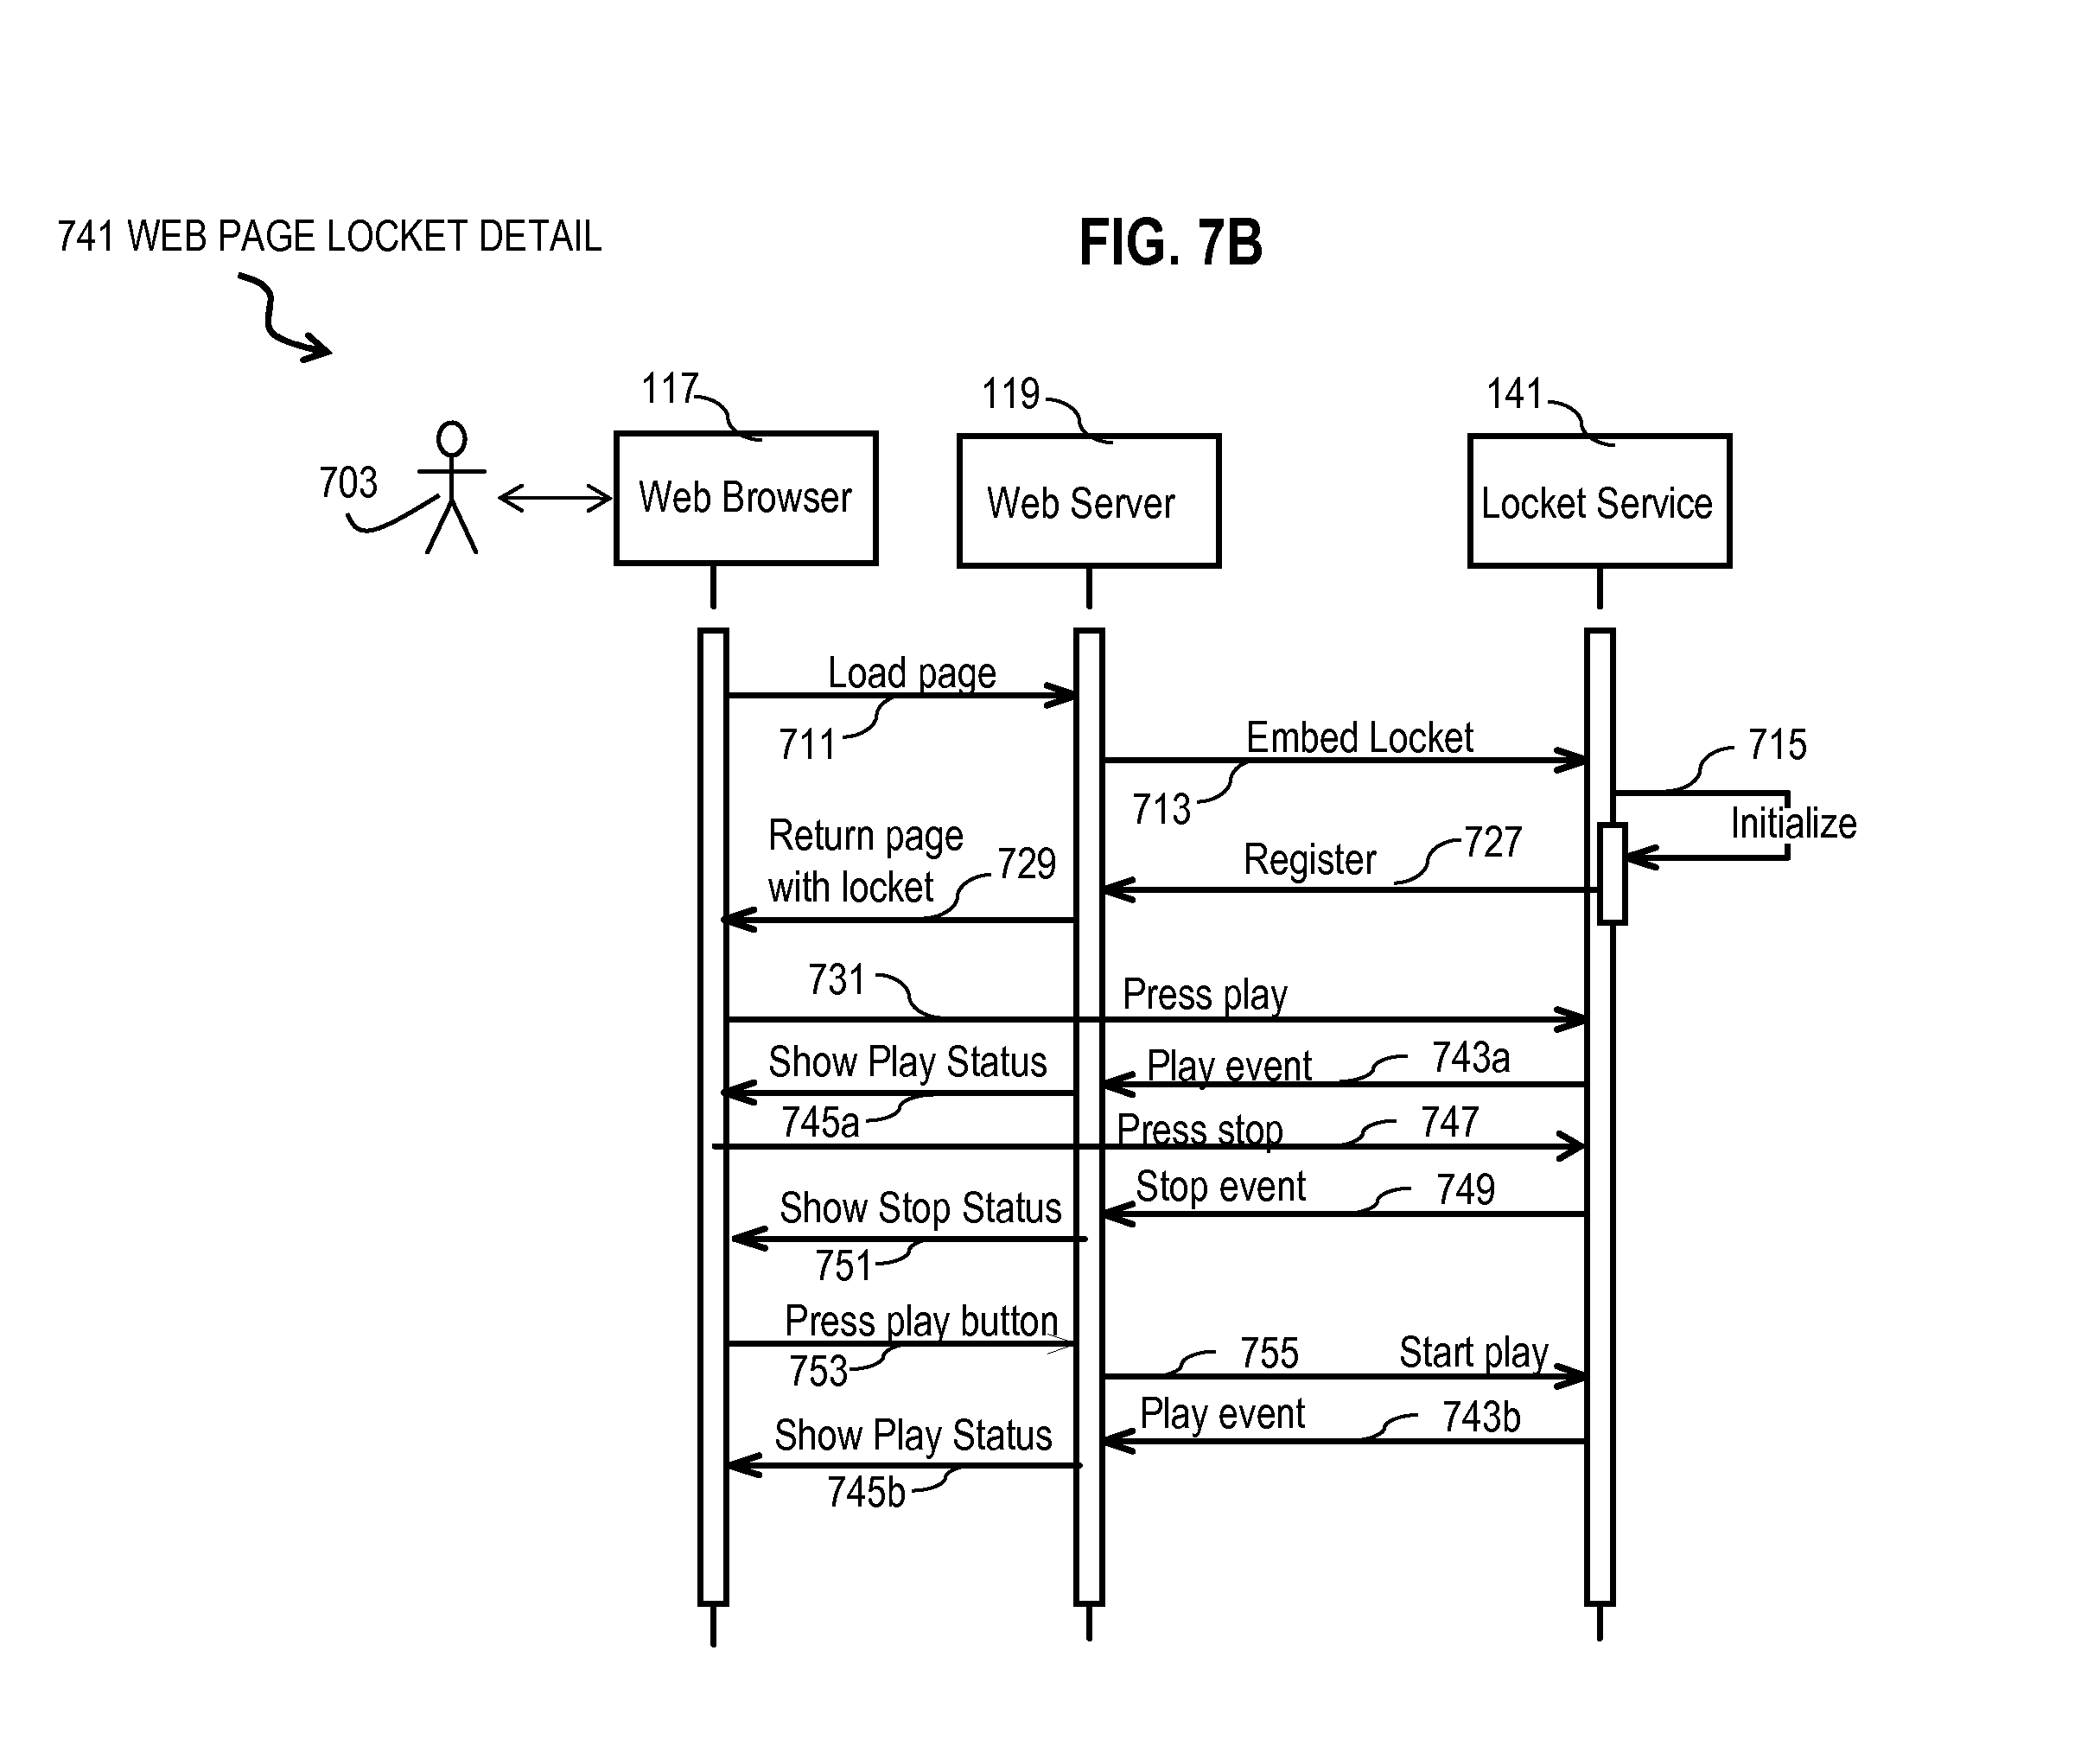 741 WEB PAGE LOCKET DETAIL
FIG. 7B
117
119
141
703
Web Browser
Web Server
Locket Service
Load page
711
Embed Locket
713
715
Initialize
Return page
with locket
729
Register
727
731
Press play
Show Play Status
745a
Play event
743a
Press stop
747
Stop event
749
Show Stop Status
751
Press play button
753
755
Start play
Play event
743b
Show Play Status
745b